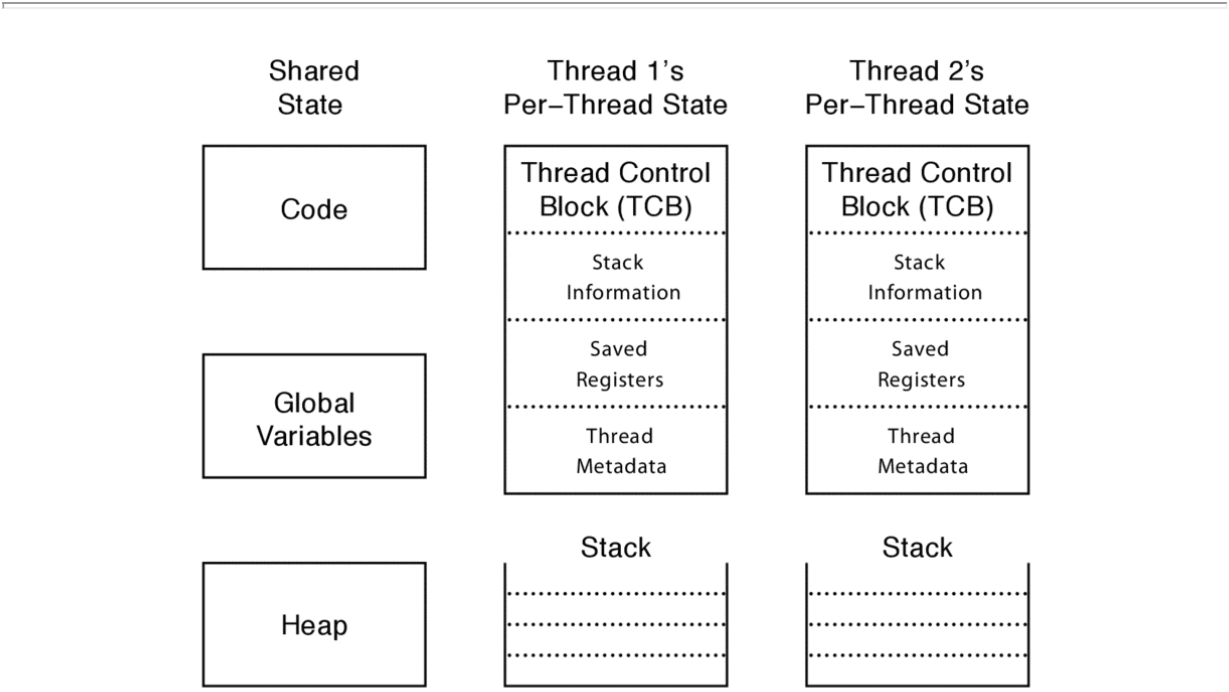 Shared
State
Thread 1's
Per–Thread State
Thread 2's
Per–Thread State
Code
Global
Variables
Heap
Thread Control
Block (TCB)
Stack
Information
Saved
Registers
Thread
Metadata
Stack
Thread Control
Block (TCB)
Stack
Information
Saved
Registers
Thread
Metadata
Stack